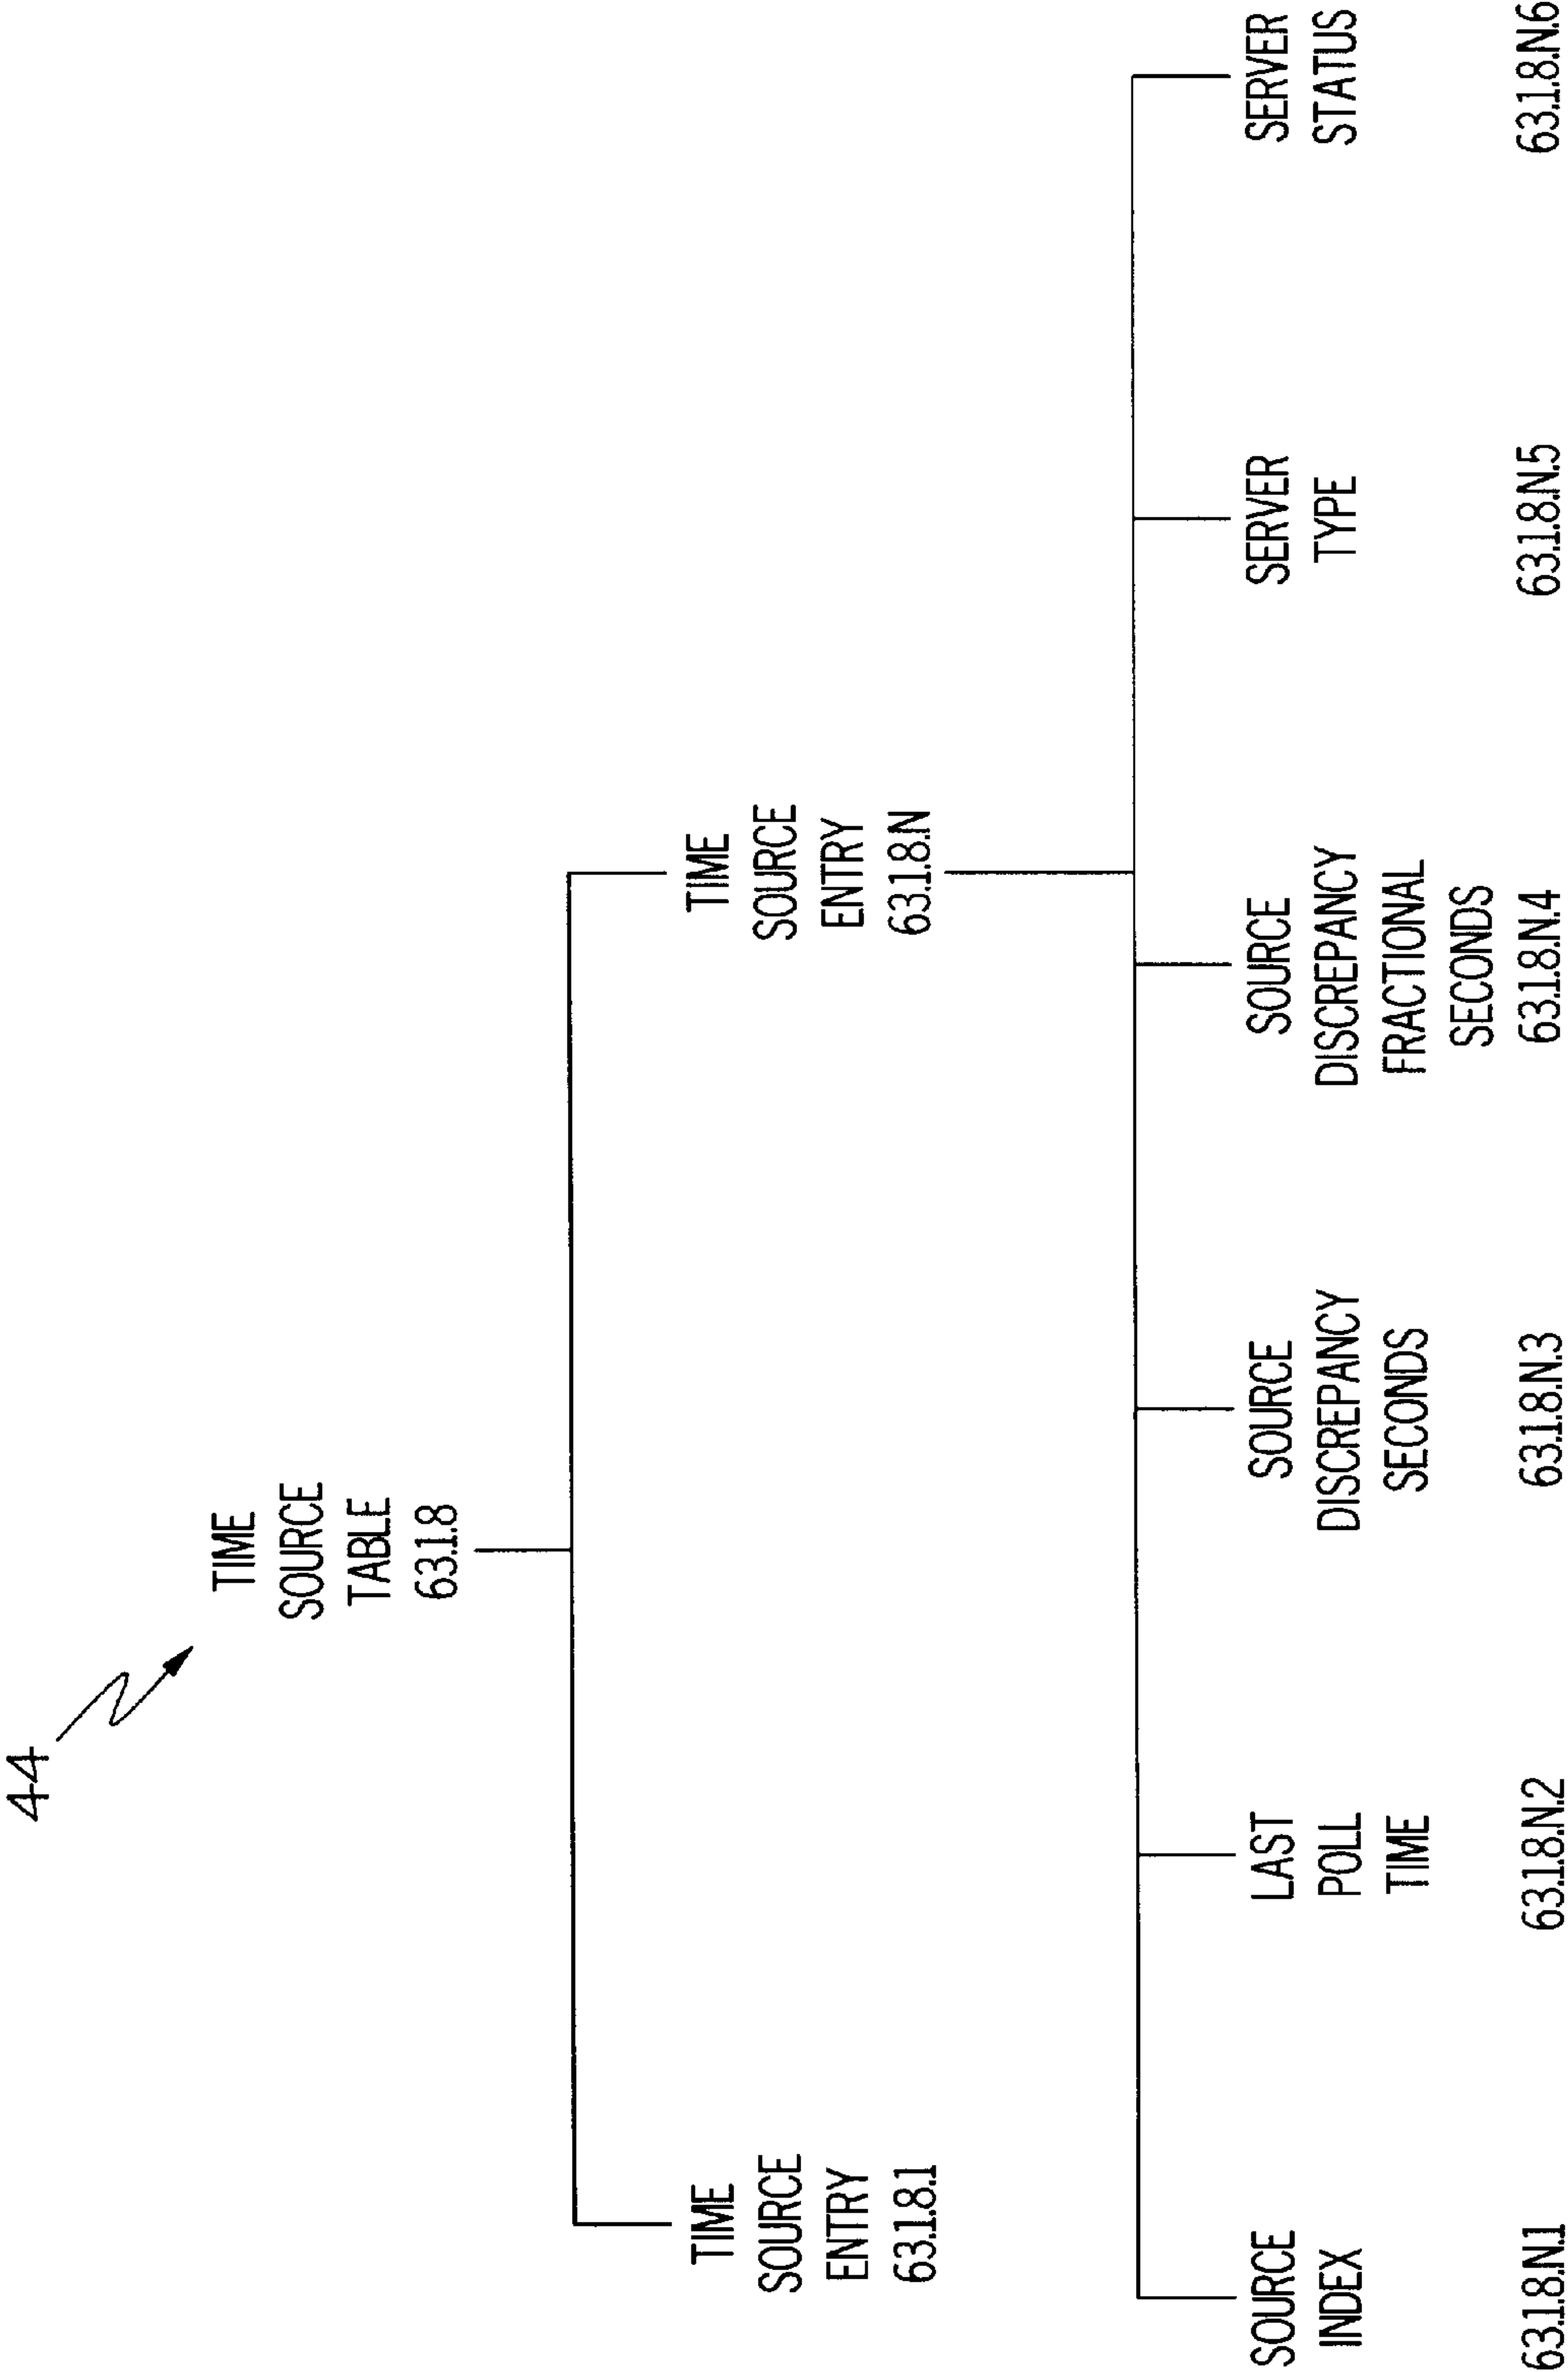 44
TIME
SOURCE
TABLE
63.1.8
TIME
SOURCE
ENTRY
63.1.8.1
TIME
SOURCE
ENTRY
63.1.8.N
SOURCE
INDEX
63.1.8.N.1
LAST
POLL
TIME
63.1.8.N.2
SOURCE
DISCREPANCY
SECONDS
63.1.8.N.3
SOURCE
DISCREPANCY
FRACTIONAL
SECONDS
63.1.8.N.4
SERVER
TYPE
63.1.8.N.5
SERVER
STATUS
63.1.8.N.6